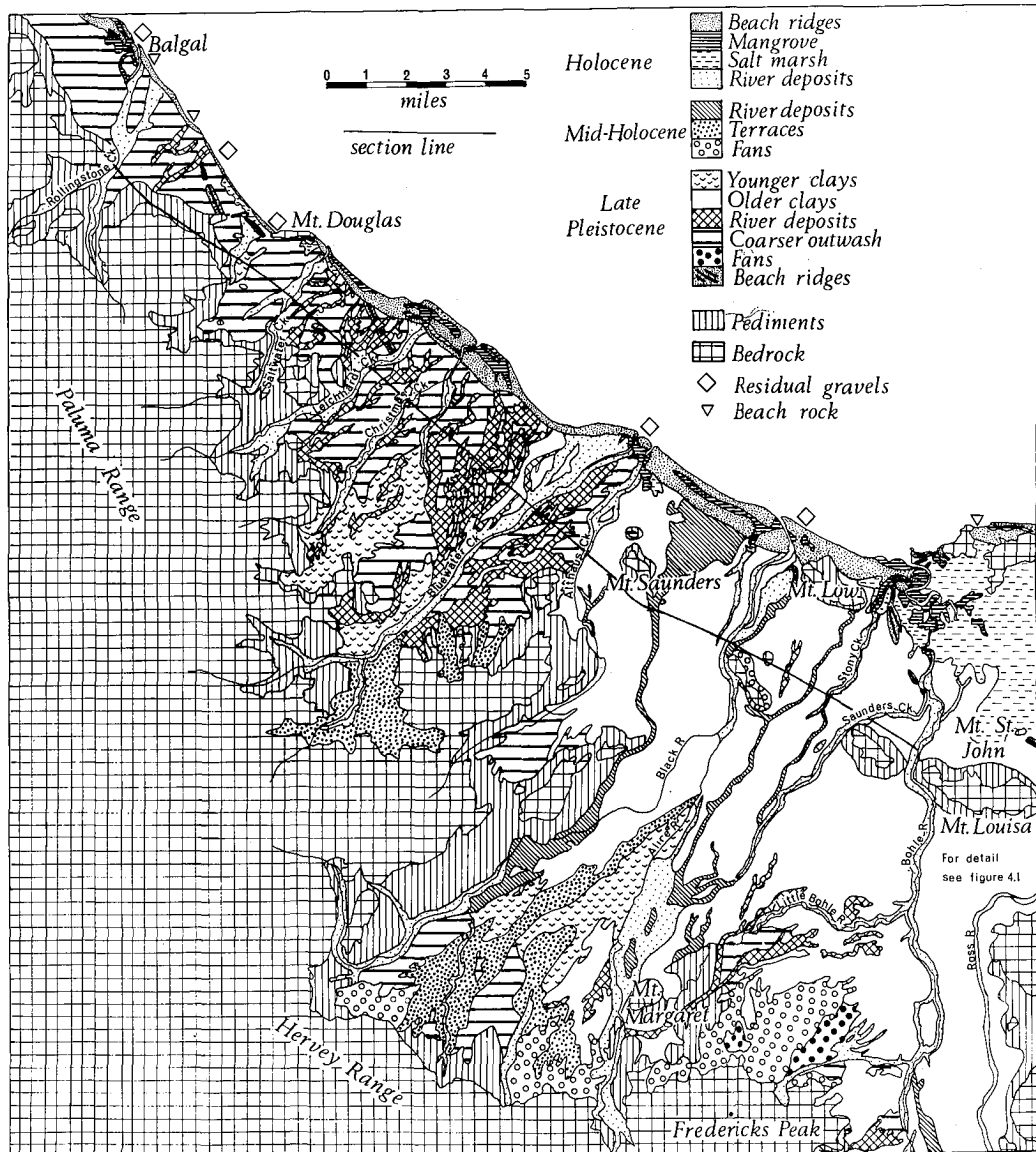 Balgal
0 1 2 3 4 5
miles
section line
Holocene
Beach ridges
Mangrove
Salt marsh
River deposits
Mid-Holocene
River deposits
Terraces
Fans
Late
Pleistocene
Younger clays
Older clays
River deposits
Coarser outwash
Fans
Beach ridges
Pediments
Bedrock
Residual gravels
Beach rock
Rollingstone Ck.
Mt. Douglas
Saltwater Ck.
Leichhardt Ck.
Christmas Ck.
Paluma Range
Bluewater Ck.
Althaus Ck.
Mt. Saunders
Mt. Low
Stony Ck.
Saunders Ck.
Mt. St.
John
Black R
Mt. Louisa
Bohle R.
For detail
see figure 4.1
Alice R
Little Bohle R.
Ross R
Mt.
Margaret
Hervey Range
Fredericks Peak